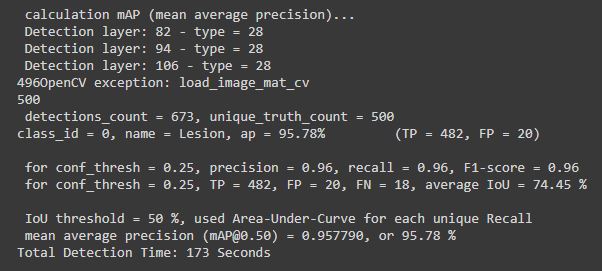 calculation mAP (mean average precision)...
Detection layer: 82 - type = 28
Detection layer: 94 - type = 28
Detection layer: 106 - type = 28
496OpenCV exception: load_image_mat_cv
500
detections_count = 673, unique_truth_count = 500
class_id = 0, name = Lesion, ap = 95.78% (TP = 482, FP = 20)
for conf_thresh = 0.25, precision = 0.96, recall = 0.96, F1-score = 0.96
for conf_thresh = 0.25, TP = 482, FP = 20, FN = 18, average IoU = 74.45 %
IoU threshold = 50 %, used Area-Under-Curve for each unique Recall
mean average precision (mAP@0.50) = 0.957790, or 95.78 %
Total Detection Time: 173 Seconds